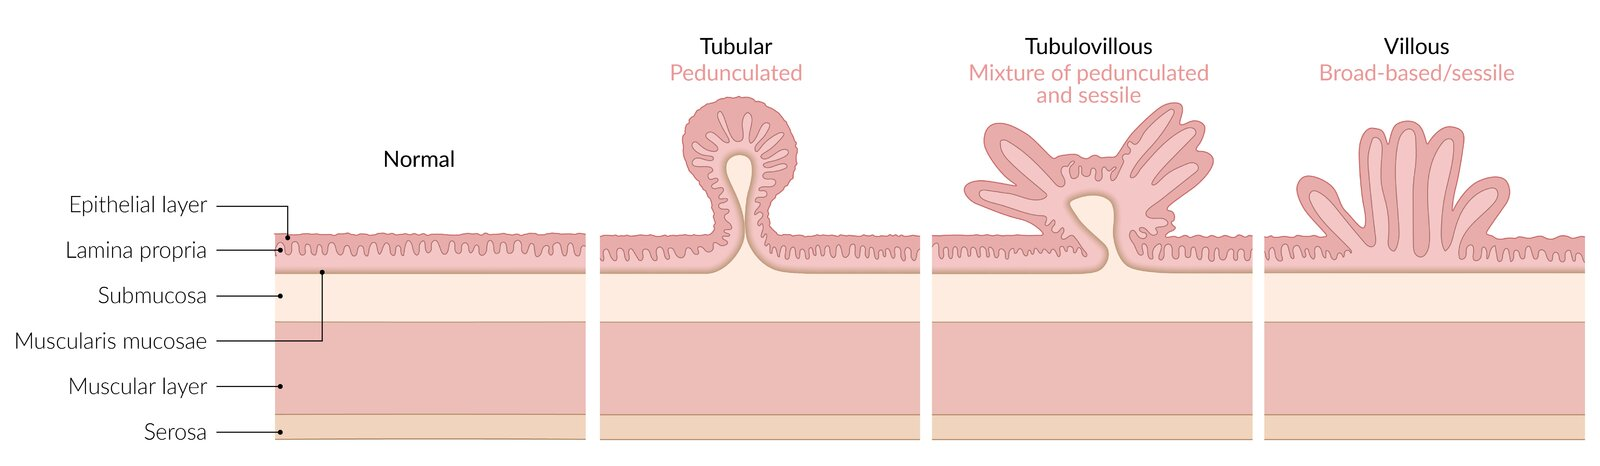 Tubular
Pedunculated
Tubulovillous
Mixture of pedunculated
and sessile
Villous
Broad-based/sessile
Normal
Epithelial layer
Lamina propria
Submucosa
Muscularis mucosae
Muscular layer
Serosa